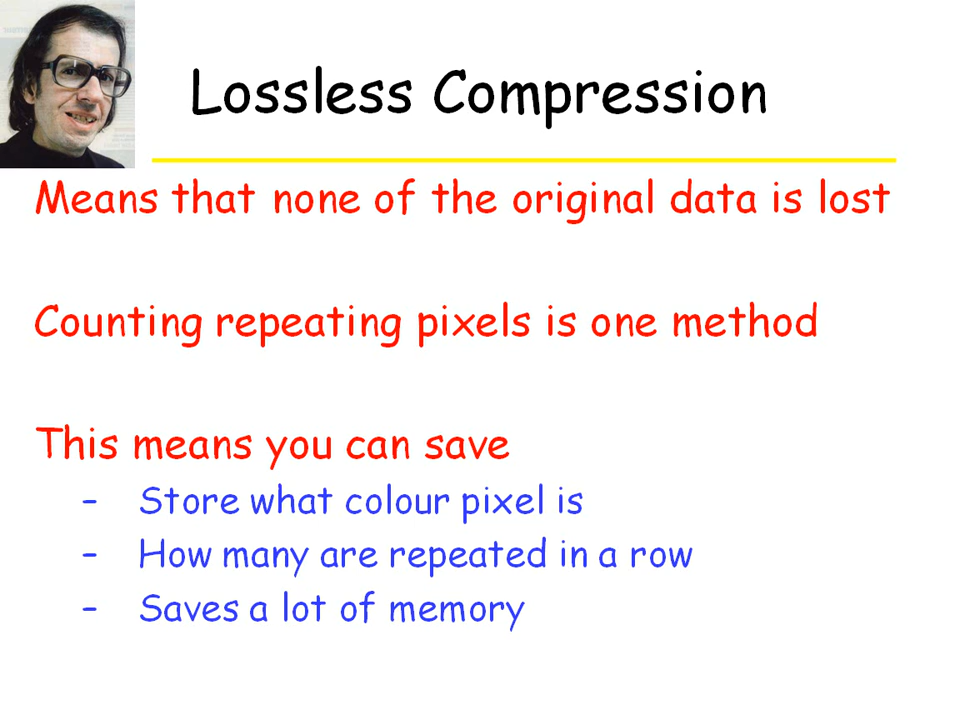 Lossless Compression
Means that none of the original data is lost
Counting repeating pixels is one method
This means you can save
– Store what colour pixel is
– How many are repeated in a row
– Saves a lot of memory